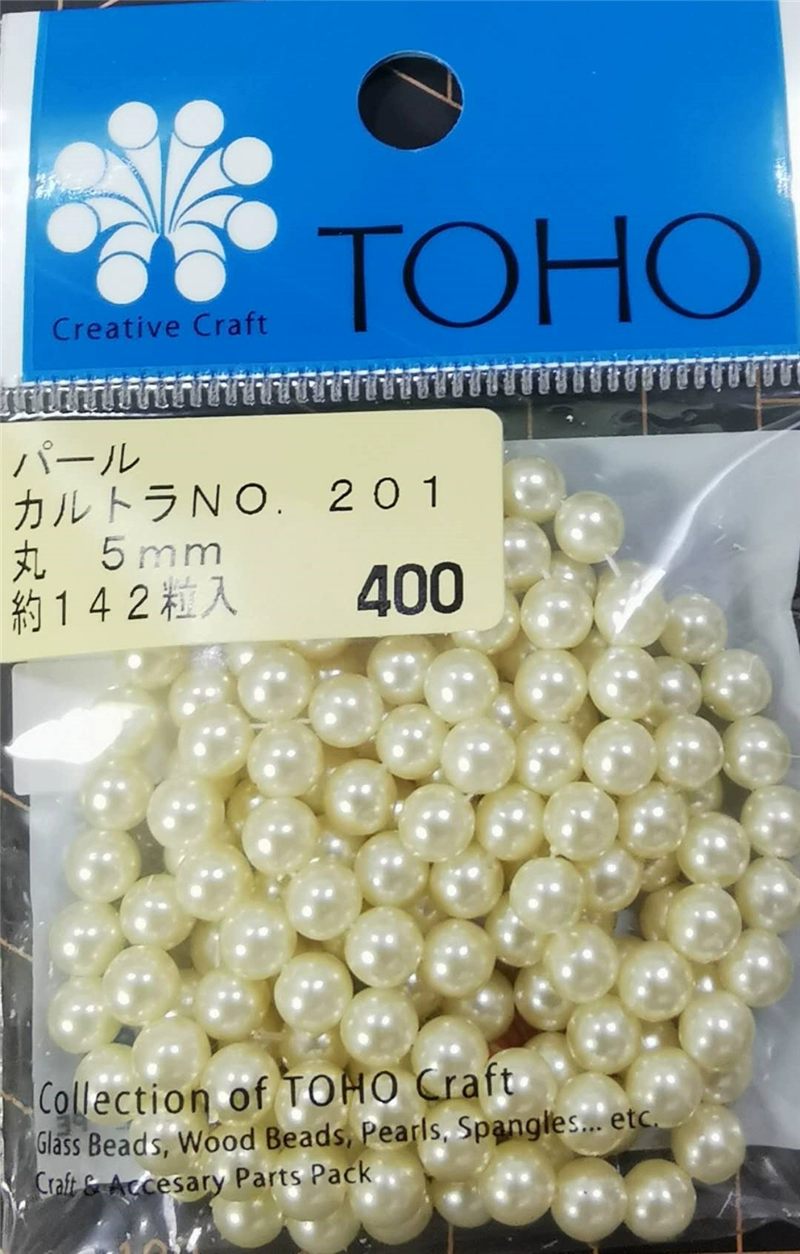 TOHO
Creative Craft
パール
カルトラNO. 201
丸 5mm
約142粒入
400
Collection of TOHO Craft
Glass Beads, Wood Beads, Pearls, Spangles... etc.
Craft & Accesary Parts Pack